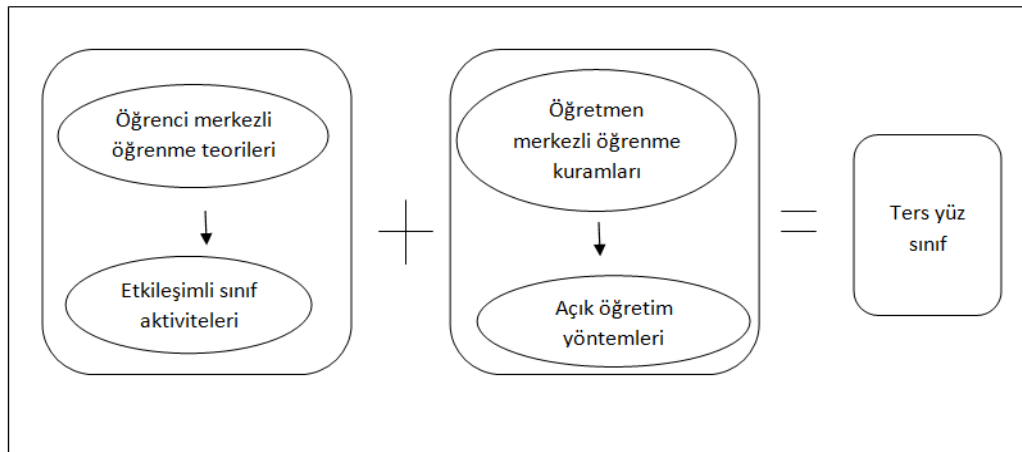 Öğrenci merkezli
öğrenme teorileri
Etkileşimli sınıf
aktiviteleri
Öğretmen
merkezli öğrenme
kuramları
Açık öğretim
yöntemleri
Ters yüz
sınıf